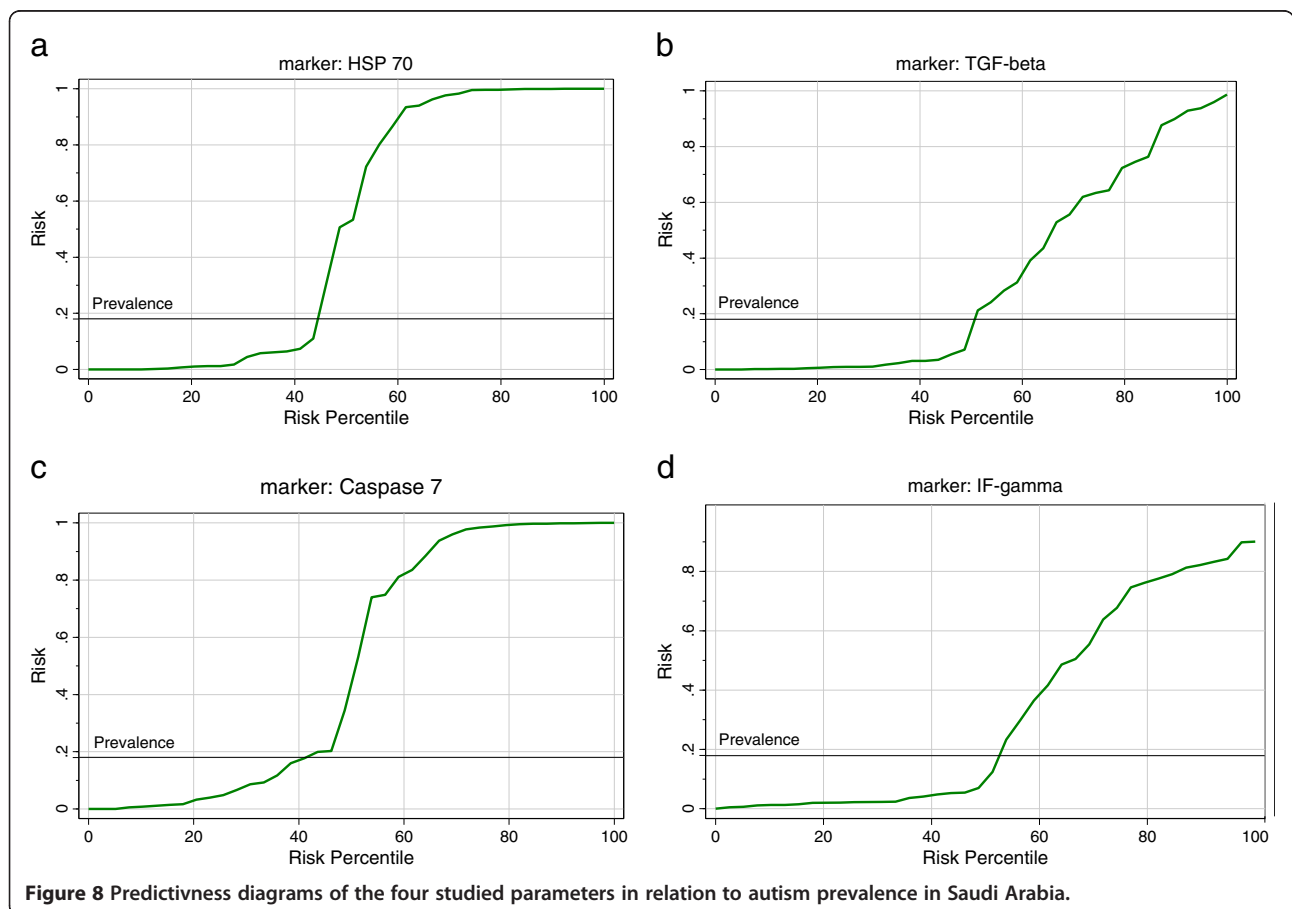 a
marker: HSP 70
Risk
0 .2 .4 .6 .8 1
Prevalence
0 20 40 60 80 100
Risk Percentile
b
marker: TGF-beta
Risk
0 .2 .4 .6 .8 1
Prevalence
0 20 40 60 80 100
Risk Percentile
c
marker: Caspase 7
Risk
0 .2 .4 .6 .8 1
Prevalence
0 20 40 60 80 100
Risk Percentile
d
marker: IF-gamma
Risk
0 .2 .4 .6 .8
Prevalence
0 20 40 60 80 100
Risk Percentile
Figure 8 Predictivness diagrams of the four studied parameters in relation to autism prevalence in Saudi Arabia.